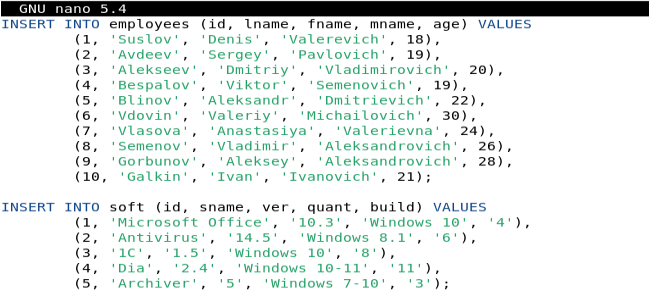 GNU nano 5.4
INSERT INTO employees (id, lname, fname, mname, age) VALUES
(1, 'Suslov', 'Denis', 'Valerevich', 18),
(2, 'Avdeev', 'Sergey', 'Pavlovich', 19),
(3, 'Alekseev', 'Dmitriy', 'Vladimirovich', 20),
(4, 'Bespalov', 'Viktor', 'Semenovich', 19),
(5, 'Blinov', 'Aleksandr', 'Dmitrievich', 22),
(6, 'Vdovin', 'Valeriy', 'Michailovich', 30),
(7, 'Vlasova', 'Anastasiya', 'Valerievna', 24),
(8, 'Semenov', 'Vladimir', 'Aleksandrovich', 26),
(9, 'Gorbunov', 'Aleksey', 'Aleksandrovich', 28),
(10, 'Galkin', 'Ivan', 'Ivanovich', 21);
INSERT INTO soft (id, sname, ver, quant, build) VALUES
(1, 'Microsoft Office', '10.3', 'Windows 10', '4'),
(2, 'Antivirus', '14.5', 'Windows 8.1', '6'),
(3, '1C', '1.5', 'Windows 10', '8'),
(4, 'Dia', '2.4', 'Windows 10-11', '11'),
(5, 'Archiver', '5', 'Windows 7-10', '3');